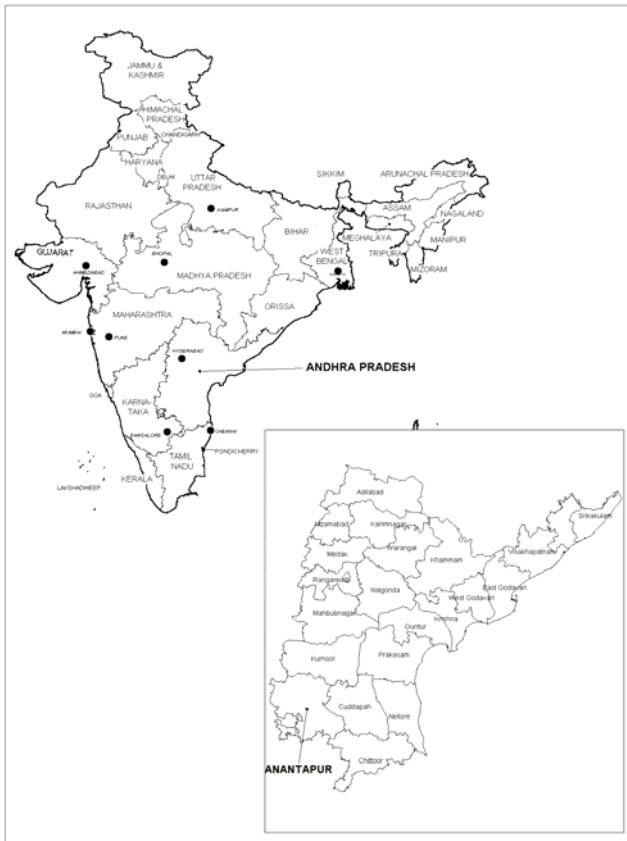 JAMMU &
KASHMIR
HIMACHAL
PRADESH
PUNJAB
CHANDIGARH
HARYANA
DELHI
UTTAR
PRADESH
SIKKIM
ARUNACHAL PRADESH
RAJASTHAN
KANPUR
ASSAM
NAGALAND
BIHAR
MEGHALAYA
MANIPUR
GUJARAT
BHOPAL
WEST
BENGAL
TRIPURA
MIZORAM
AHMEDABAD
MADHYA PRADESH
ORISSA
MAHARASHTRA
MUMBAI
PUNE
HYDERABAD
ANDHRA PRADESH
GOA
KARNA-
TAKA
BANGALORE
CHENNAI
TAMIL
NADU
PONDICHERRY
KERALA
LAKSHADWEEP
Adilabad
Nizamabad
Karimnagar
Srikakulam
Warangal
Visakhapatnam
Medak
Khammam
Rangareddi
Nalgonda
East Godavari
West Godavari
Mahbubnagar
Krishna
Guntur
Kurnool
Prakasam
Cuddapah
Nellore
ANANTAPUR
Chittoor